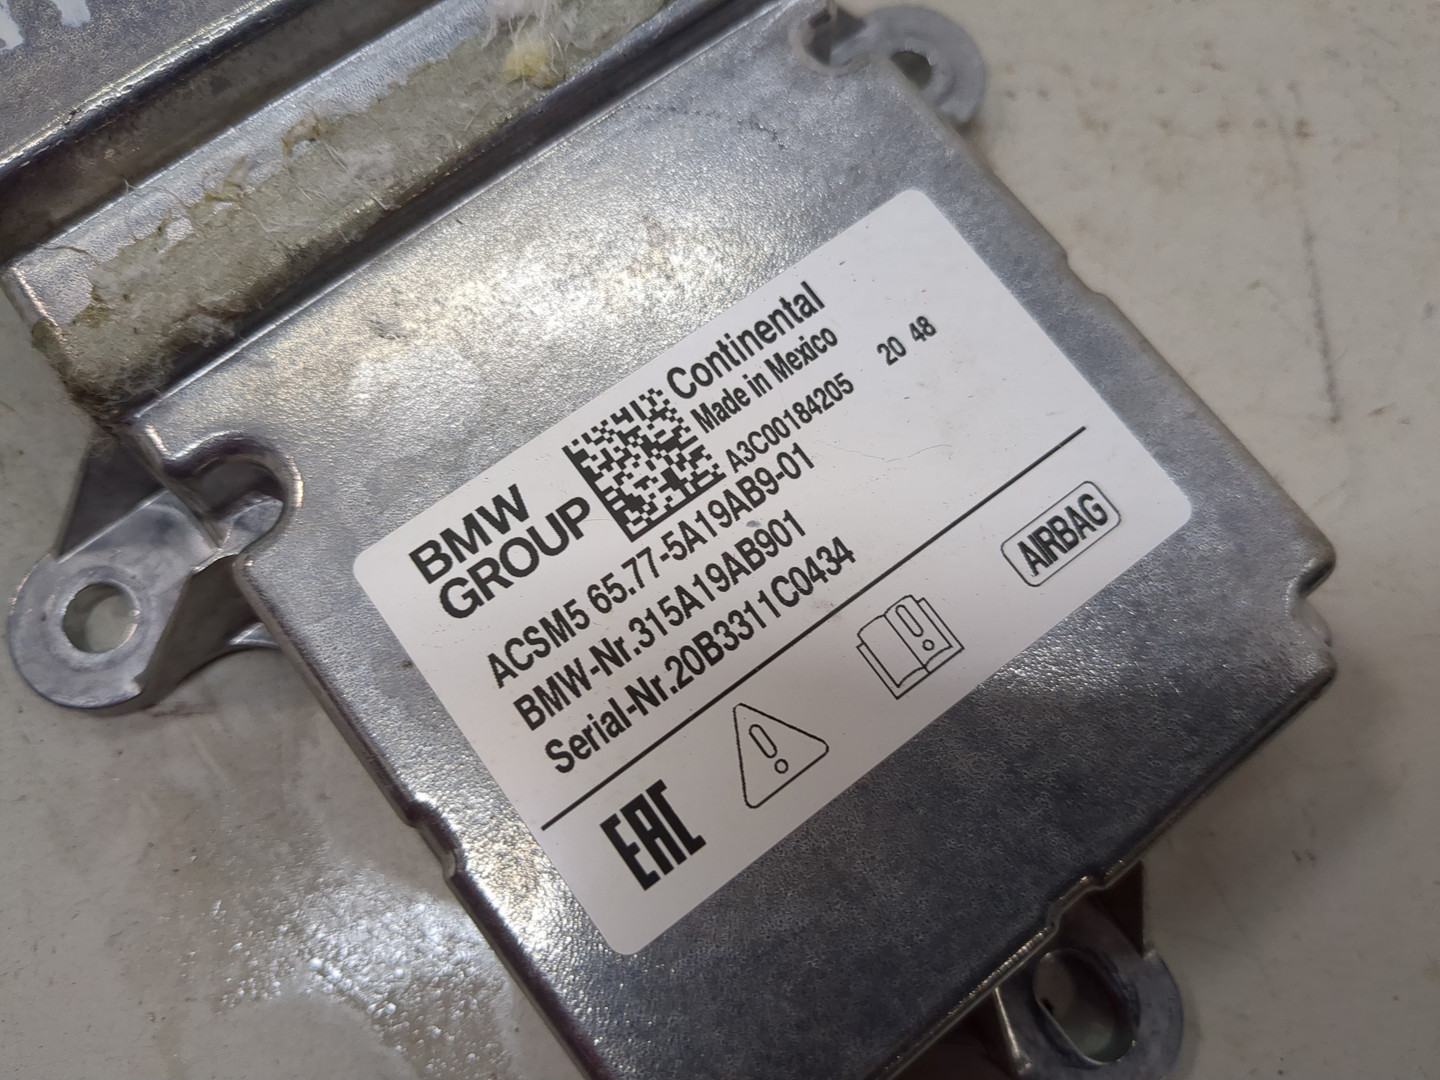 BMW
GROUP
Continental
Made in Mexico
A3C00184205 20 48
ACSM5 65.77-5A19AB9-01
BMW-Nr.315A19AB901
Serial-Nr.20B3311C0434
EAC
AIRBAG